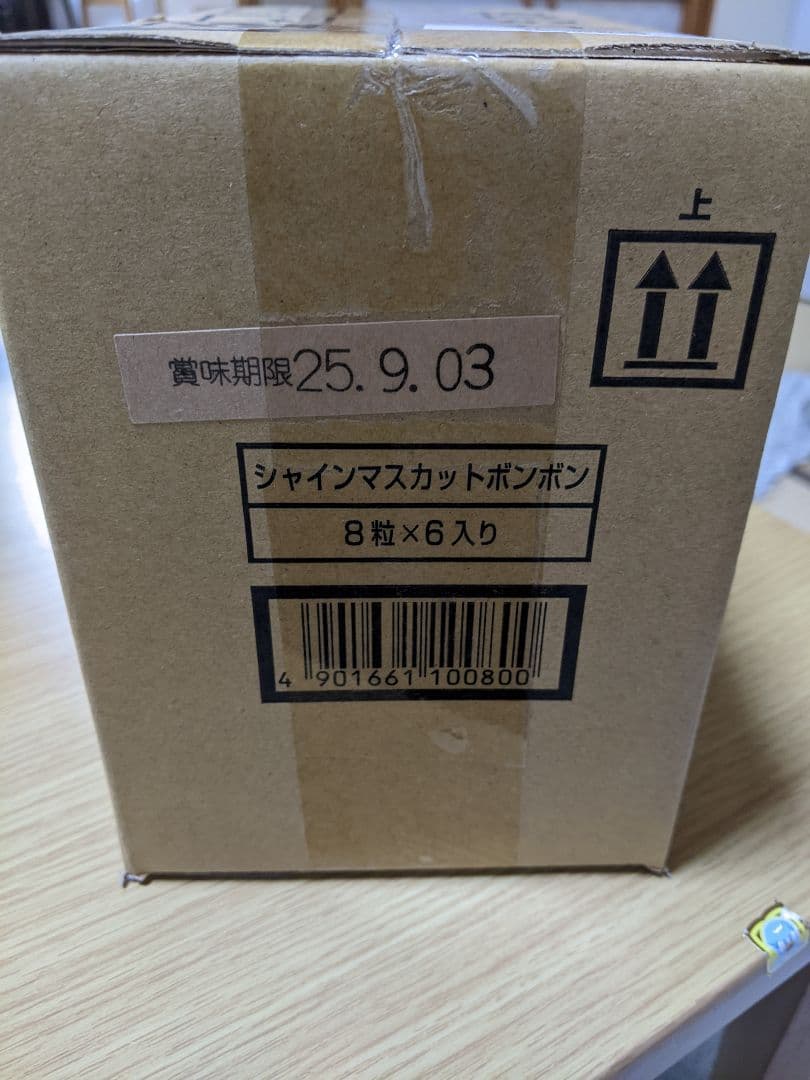 上
賞味期限25.9.03
シャインマスカットボンボン
8粒×6入り
4 901661 100800